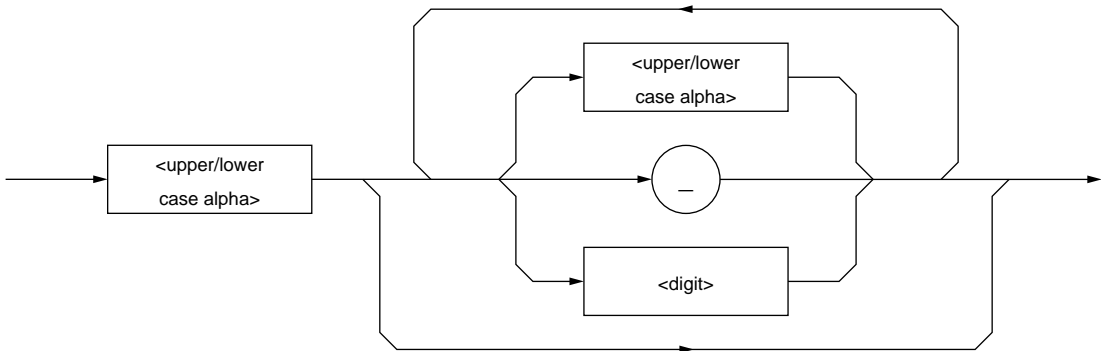 <upper/lower
case alpha>
<upper/lower
case alpha>
_
<digit>